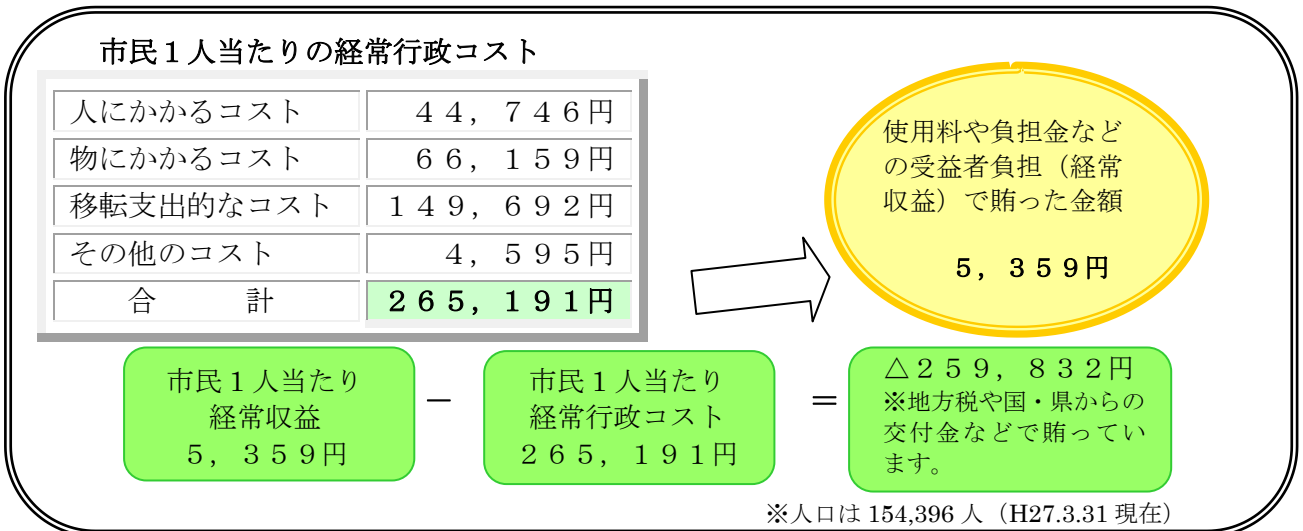 市民１人当たりの経常行政コスト
人にかかるコスト ４４，７４６円
物にかかるコスト ６６，１５９円
移転支出的なコスト １４９，６９２円
その他のコスト ４，５９５円
合　　　計 ２６５，１９１円
使用料や負担金など
の受益者負担（経常
収益）で賄った金額
５，３５９円
市民１人当たり
経常収益
５，３５９円
－
市民１人当たり
経常行政コスト
２６５，１９１円
＝
△２５９，８３２円
※地方税や国・県からの
交付金などで賄ってい
ます。
※人口は 154,396 人（H27.3.31 現在）